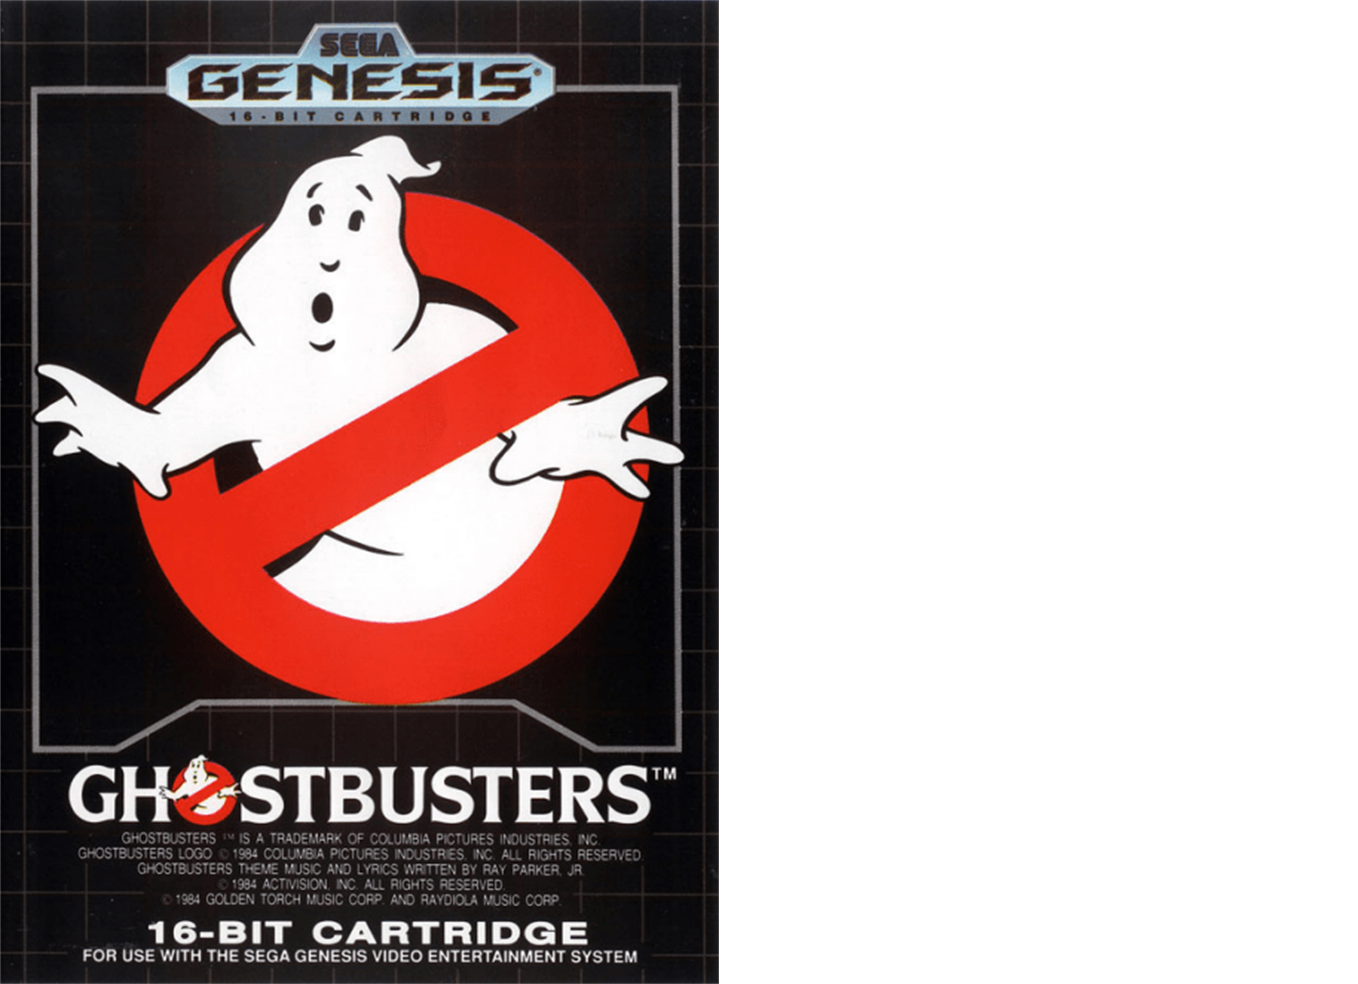 SEGA
GENESIS
16-BIT CARTRIDGE
GHOSTBUSTERS™
GHOSTBUSTERS ™ IS A TRADEMARK OF COLUMBIA PICTURES INDUSTRIES, INC.
GHOSTBUSTERS LOGO © 1984 COLUMBIA PICTURES INDUSTRIES, INC. ALL RIGHTS RESERVED.
GHOSTBUSTERS THEME MUSIC AND LYRICS WRITTEN BY RAY PARKER, JR.
© 1984 ACTIVISION, INC. ALL RIGHTS RESERVED.
© 1984 GOLDEN TORCH MUSIC CORP. AND RAYDIOLA MUSIC CORP.
16-BIT CARTRIDGE
FOR USE WITH THE SEGA GENESIS VIDEO ENTERTAINMENT SYSTEM